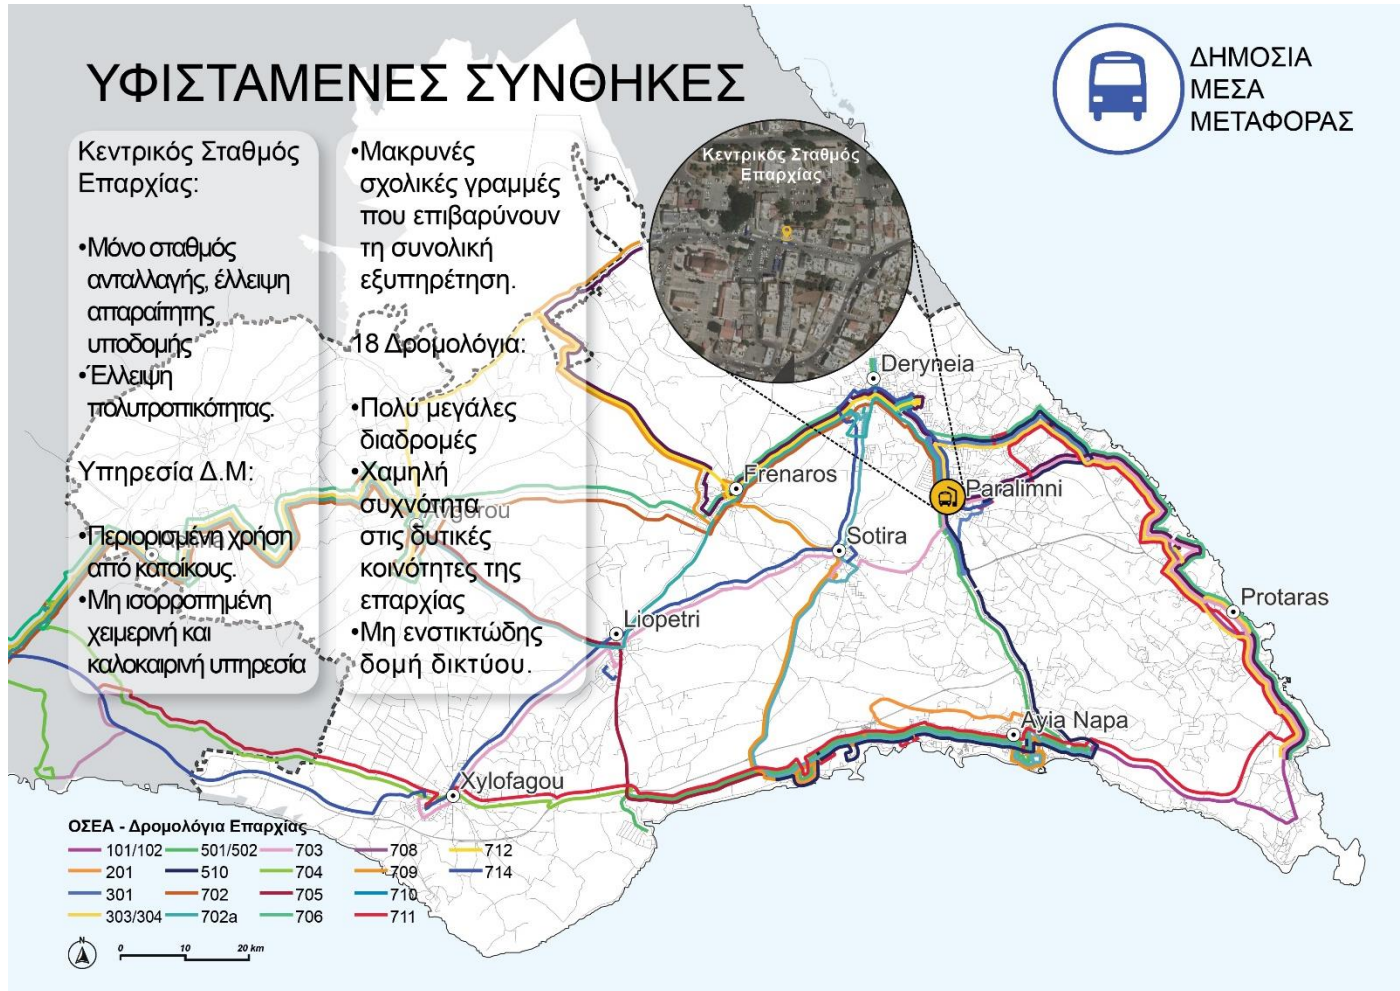 ΥΦΙΣΤΑΜΕΝΕΣ ΣΥΝΘΗΚΕΣ
ΔΗΜΟΣΙΑ
ΜΕΣΑ
ΜΕΤΑΦΟΡΑΣ
Κεντρικός Σταθμός
Επαρχίας:
•Μόνο σταθμός
ανταλλαγής, έλλειψη
απαραίτητης
υποδομής
•Έλλειψη
πολυτροπικότητας.
Υπηρεσία Δ.Μ:
•Περιορισμένη χρήση
από κατοίκους.
•Μη ισορροπημένη
χειμερινή και
καλοκαιρινή υπηρεσία
•Μακρυνές
σχολικές γραμμές
που επιβαρύνουν
τη συνολική
εξυπηρέτηση.
18 Δρομολόγια:
•Πολύ μεγάλες
διαδρομές
•Χαμηλή
συχνότητα
στις δυτικές
κοινότητες της
επαρχίας
•Μη ενστικτώδης
δομή δικτύου.
Κεντρικός Σταθμός
Επαρχίας
Deryneia
Frenaros
Paralimni
Sotira
Liopetri
Protaras
Ayia Napa
Xylofagou
ΟΣΕΑ - Δρομολόγια Επαρχίας
101/102 501/502 703 708 712
201 510 704 709 714
301 702 705 710
303/304 702a 706 711
N
0 10 20 km